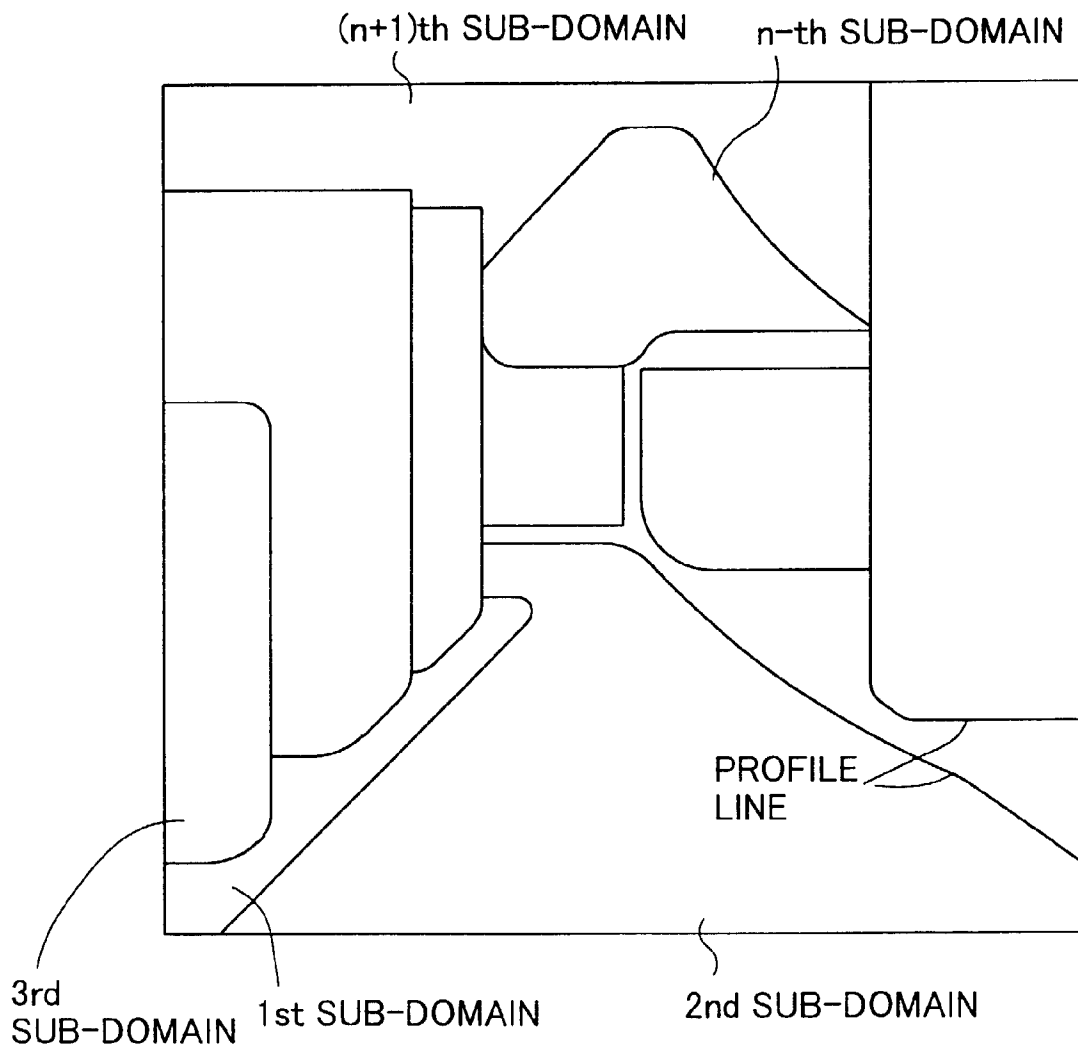 (n+1)th SUB-DOMAIN
n-th SUB-DOMAIN
PROFILE
LINE
3rd
SUB-DOMAIN
1st SUB-DOMAIN
2nd SUB-DOMAIN